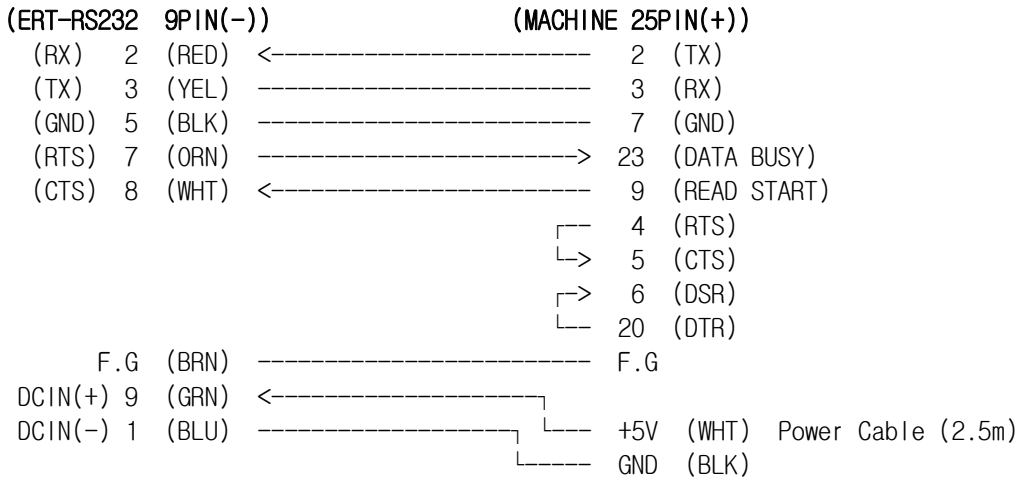 (ERT-RS232 9PIN(-)) (MACHINE 25PIN(+))
(RX) 2 (RED) <------------------------- 2 (TX)
(TX) 3 (YEL) ------------------------- 3 (RX)
(GND) 5 (BLK) ------------------------- 7 (GND)
(RTS) 7 (ORN) ------------------------> 23 (DATA BUSY)
(CTS) 8 (WHT) <------------------------- 9 (READ START)
┌-- 4 (RTS)
└-> 5 (CTS)
┌-> 6 (DSR)
└-- 20 (DTR)
F.G (BRN) ------------------------- F.G
DCIN(+) 9 (GRN) <--------------------┐
DCIN(-) 1 (BLU) -------------------┐ └--- +5V (WHT) Power Cable (2.5m)
└----- GND (BLK)